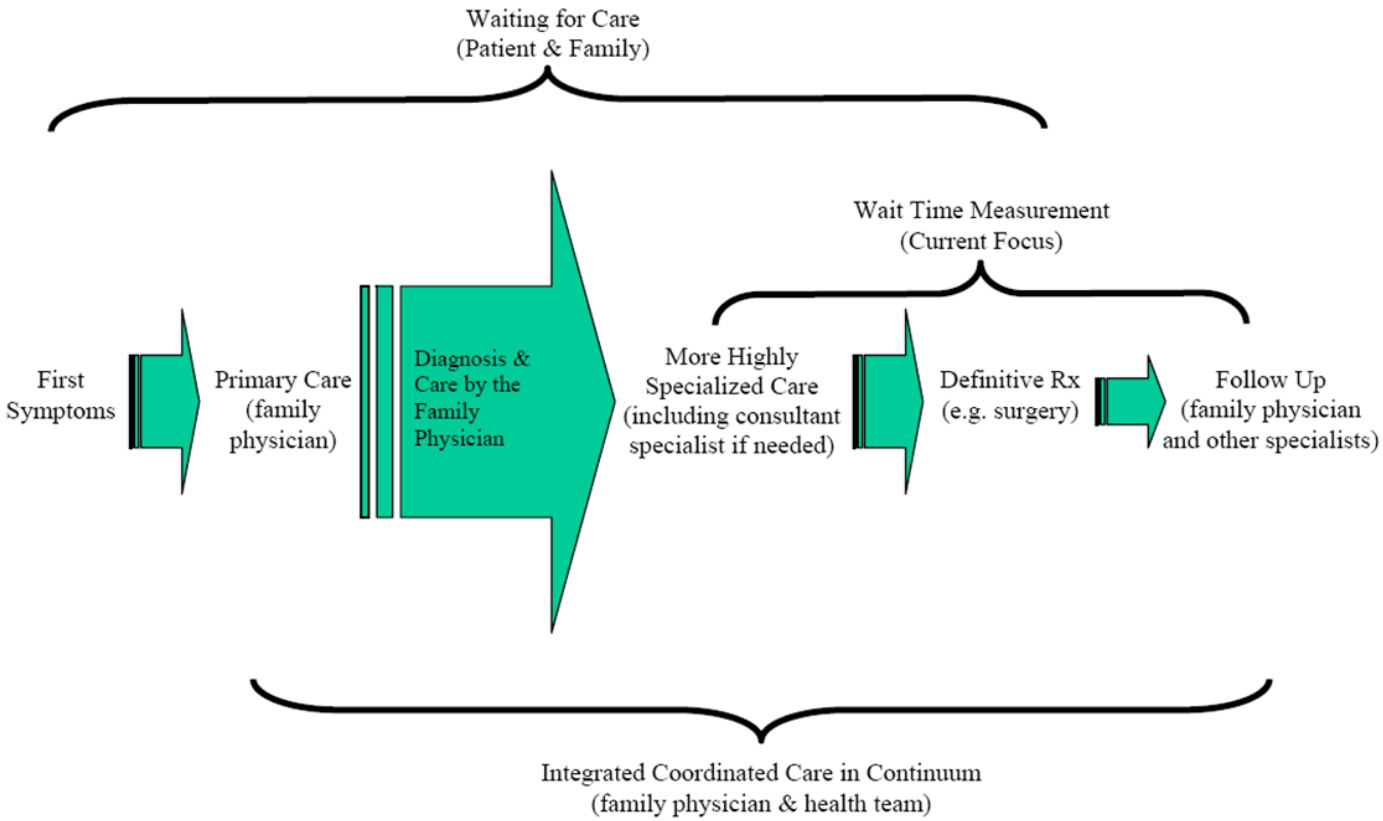 Waiting for Care
(Patient & Family)
Wait Time Measurement
(Current Focus)
First
Symptoms
Primary Care
(family
physician)
Diagnosis &
Care by the
Family
Physician
More Highly
Specialized Care
(including consultant
specialist if needed)
Definitive Rx
(e.g. surgery)
Follow Up
(family physician
and other specialists)
Integrated Coordinated Care in Continuum
(family physician & health team)